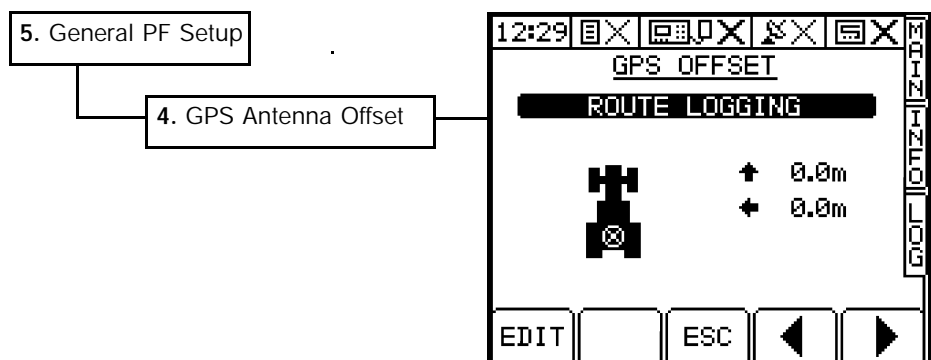 5. General PF Setup
4. GPS Antenna Offset
12:29
GPS OFFSET
ROUTE LOGGING
0.0m
0.0m
EDIT
ESC
MAIN
INFO
LOG